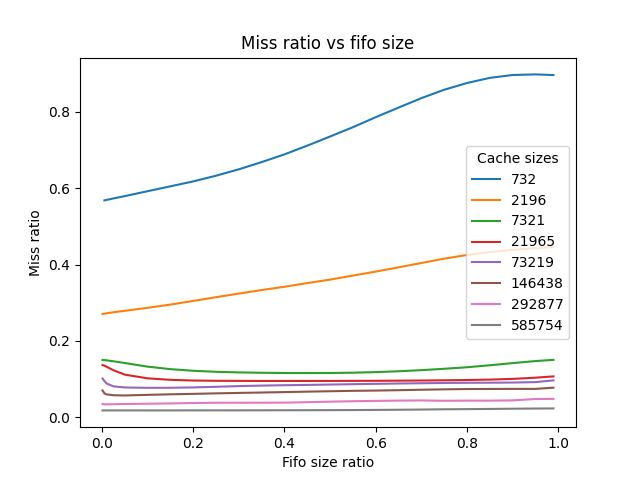 Miss ratio vs fifo size
Miss ratio
0.8
0.6
0.4
0.2
0.0
Cache sizes
732
2196
7321
21965
73219
146438
292877
585754
0.0 0.2 0.4 0.6 0.8 1.0
Fifo size ratio